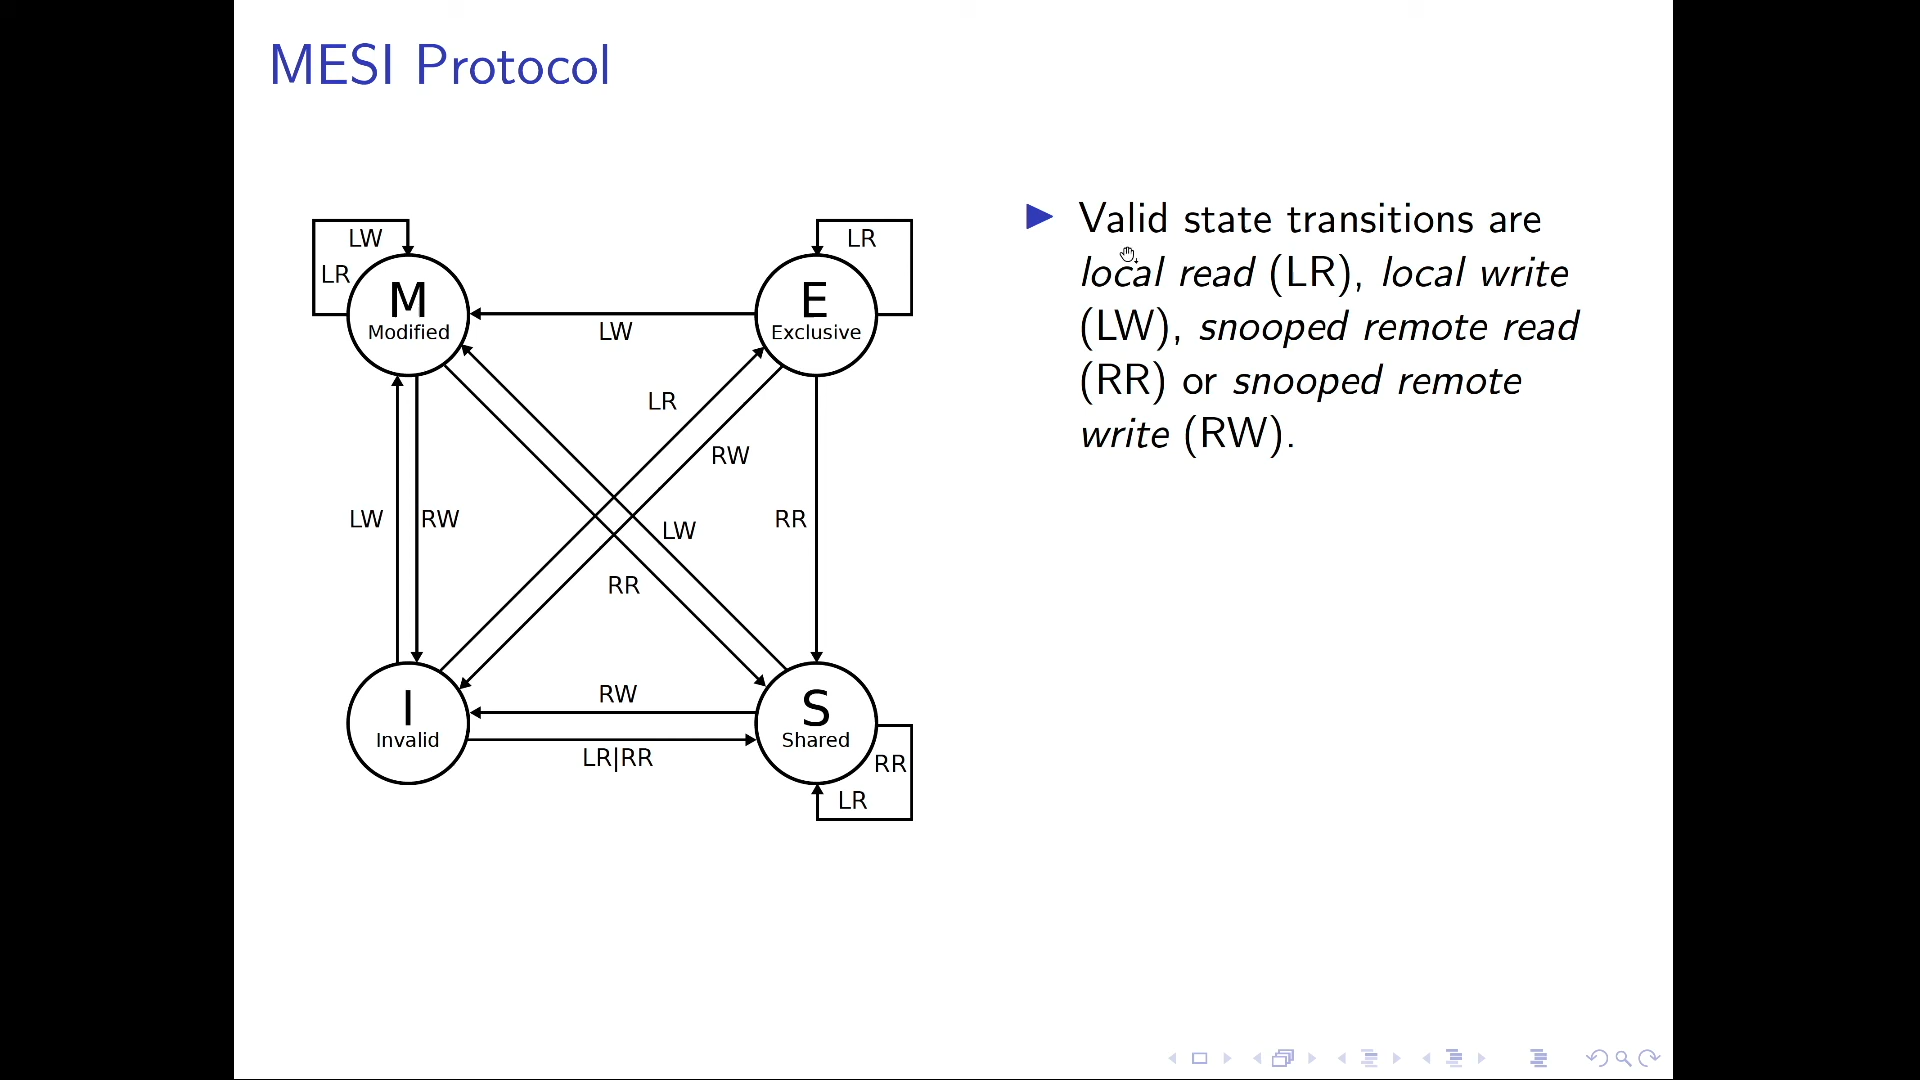 MESI Protocol
LW
LR
M
Modified
LW
LR
E
Exclusive
LR
RW
LW
RW
LW
RR
RR
I
Invalid
RW
LR|RR
S
Shared
RR
LR
Valid state transitions are
local read (LR), local write
(LW), snooped remote read
(RR) or snooped remote
write (RW).